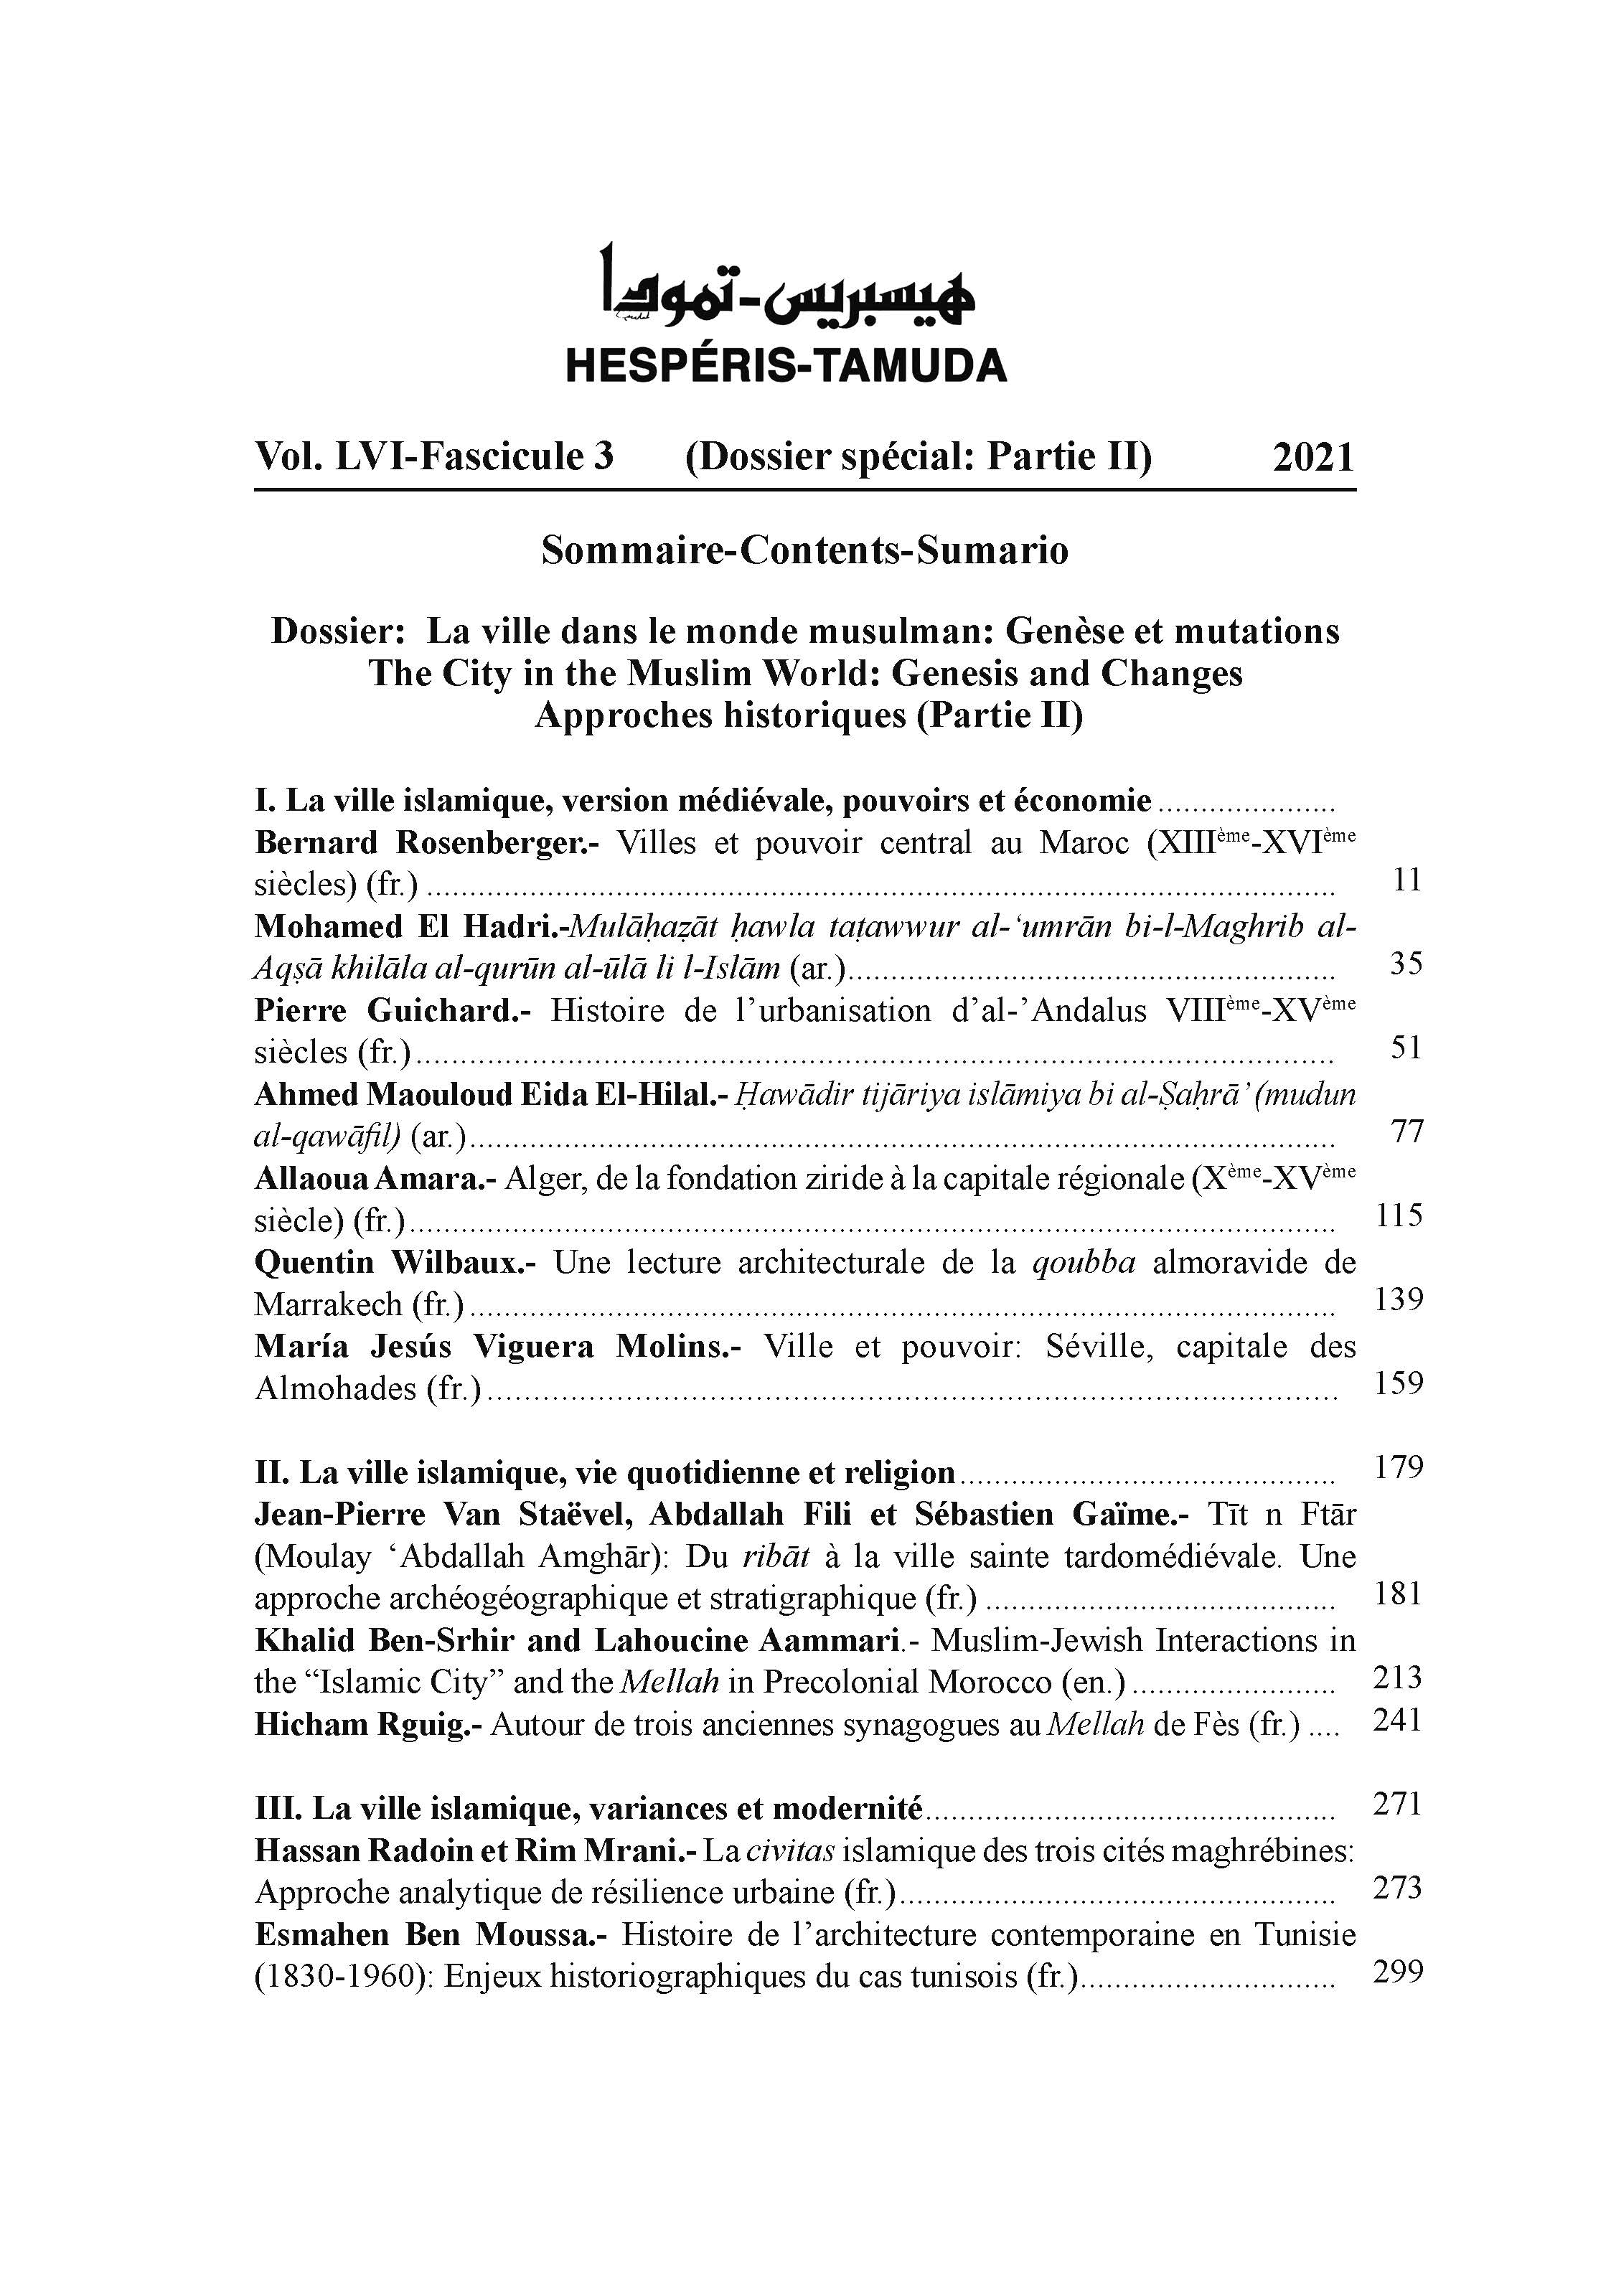 هيسبريس-تمودا
HESPÉRIS-TAMUDA
Vol. LVI-Fascicule 3 (Dossier spécial: Partie II) 2021
Sommaire-Contents-Sumario
Dossier: La ville dans le monde musulman: Genèse et mutations
The City in the Muslim World: Genesis and Changes
Approches historiques (Partie II)
I. La ville islamique, version médiévale, pouvoirs et économie .....................
Bernard Rosenberger.- Villes et pouvoir central au Maroc (XIIIème-XVIème
siècles) (fr.) ..................... 11
Mohamed El Hadri.-Mulāḥaẓāt ḥawla taṭawwur al-‘umrān bi-l-Maghrib al-
Aqṣā khilāla al-qurūn al-ūlā li l-Islām (ar.)..................... 35
Pierre Guichard.- Histoire de l’urbanisation d’al-’Andalus VIIIème-XVème
siècles (fr.)..................... 51
Ahmed Maouloud Eida El-Hilal.- Ḥawādir tijāriya islāmiya bi al-Ṣaḥrā’ (mudun
al-qawāfil) (ar.)..................... 77
Allaoua Amara.- Alger, de la fondation ziride à la capitale régionale (Xème-XVème
siècle) (fr.)..................... 115
Quentin Wilbaux.- Une lecture architecturale de la qoubba almoravide de
Marrakech (fr.)..................... 139
María Jesús Viguera Molins.- Ville et pouvoir: Séville, capitale des
Almohades (fr.)..................... 159
II. La ville islamique, vie quotidienne et religion..................... 179
Jean-Pierre Van Staëvel, Abdallah Fili et Sébastien Gaïme.- Tīt n Ftār
(Moulay ‘Abdallah Amghār): Du ribāt à la ville sainte tardomédiévale. Une
approche archéogéographique et stratigraphique (fr.) ..................... 181
Khalid Ben-Srhir and Lahoucine Aammari.- Muslim-Jewish Interactions in
the “Islamic City” and the Mellah in Precolonial Morocco (en.)..................... 213
Hicham Rguig.- Autour de trois anciennes synagogues au Mellah de Fès (fr.) .... 241
III. La ville islamique, variances et modernité..................... 271
Hassan Radoin et Rim Mrani.- La civitas islamique des trois cités maghrébines:
Approche analytique de résilience urbaine (fr.)..................... 273
Esmahen Ben Moussa.- Histoire de l’architecture contemporaine en Tunisie
(1830-1960): Enjeux historiographiques du cas tunisois (fr.)..................... 299